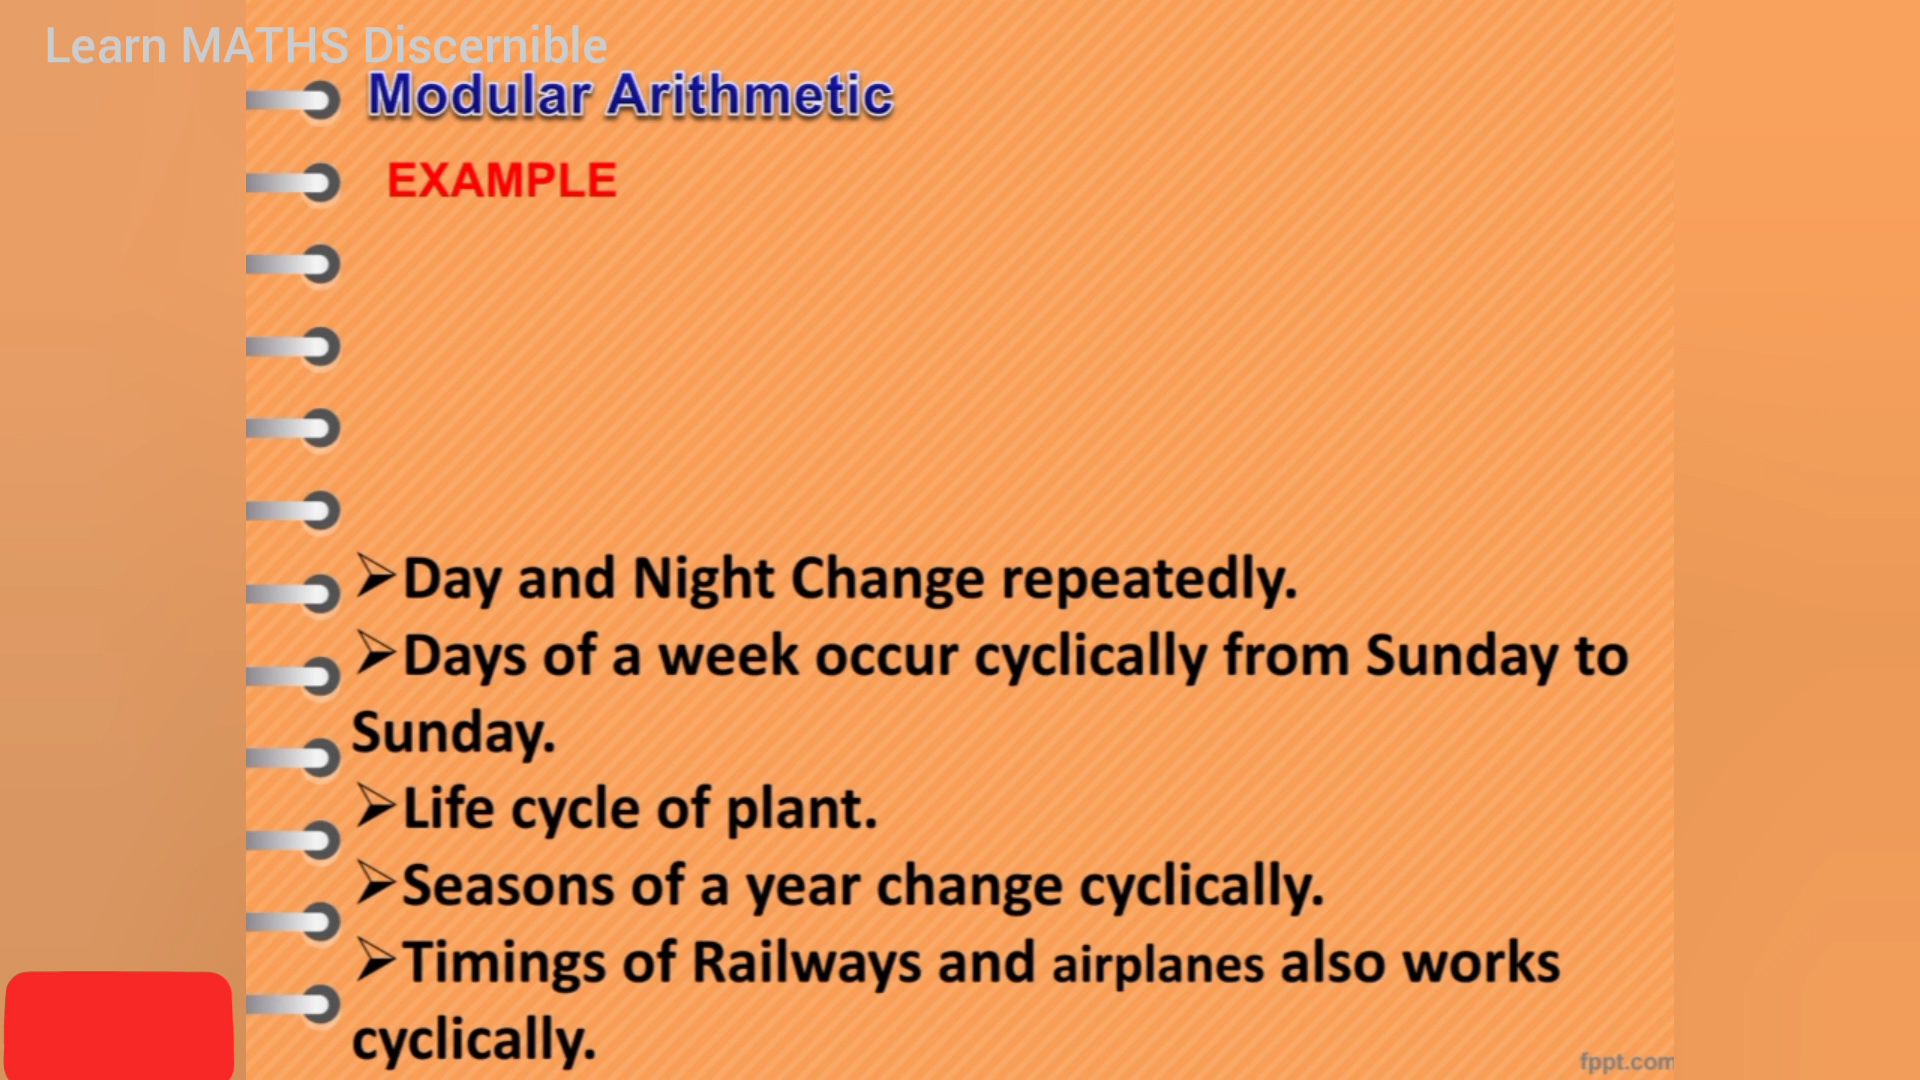 Learn MATHS Discernible
Modular Arithmetic
EXAMPLE
➢Day and Night Change repeatedly.
➢Days of a week occur cyclically from Sunday to
Sunday.
➢Life cycle of plant.
➢Seasons of a year change cyclically.
➢Timings of Railways and airplanes also works
cyclically.
fppt.com